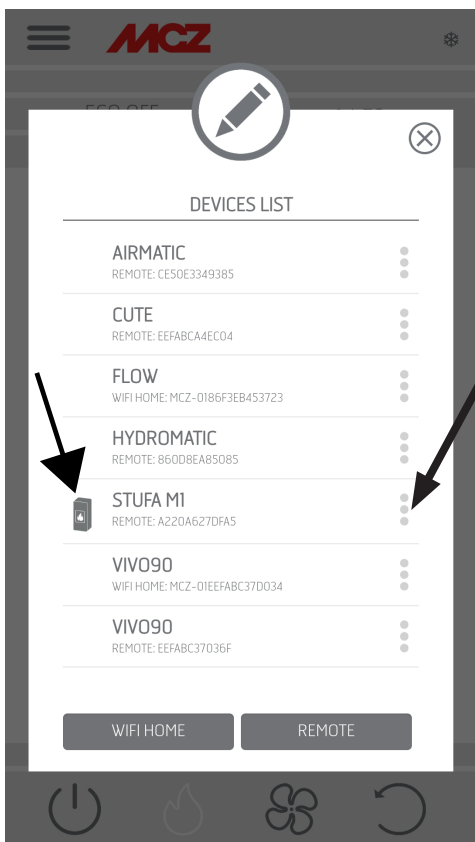 MCZ
DEVICES LIST
AIRMATIC
REMOTE: CE50E3349385
CUTE
REMOTE: EEFABCA4EC04
FLOW
WIFI HOME: MCZ-0186F3EB453723
HYDROMATIC
REMOTE: 860D8EA85085
STUFA M1
REMOTE: A220A627DFA5
VIVO90
WIFI HOME: MCZ-01EEFABC37D034
VIVO90
REMOTE: EEFABC37036F
WIFI HOME
REMOTE